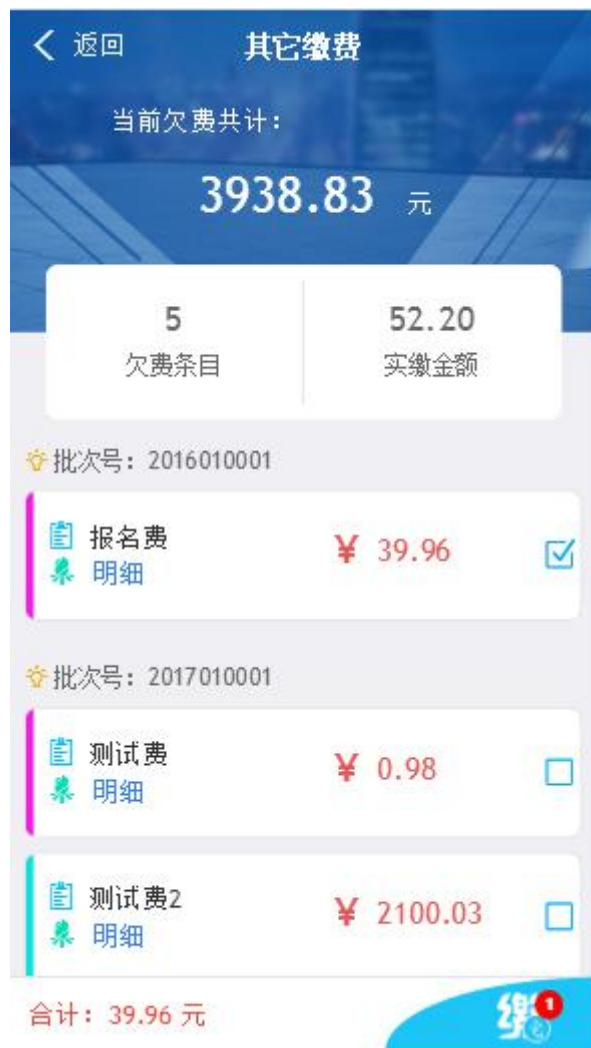 返回 其它缴费
当前欠费共计：
3938.83 元
5 52.20
欠费条目 实缴金额
批次号：2016010001
报名费 ¥ 39.96
明细
批次号：2017010001
测试费 ¥ 0.98
明细
测试费2 ¥ 2100.03
明细
合计：39.96 元 缴 1